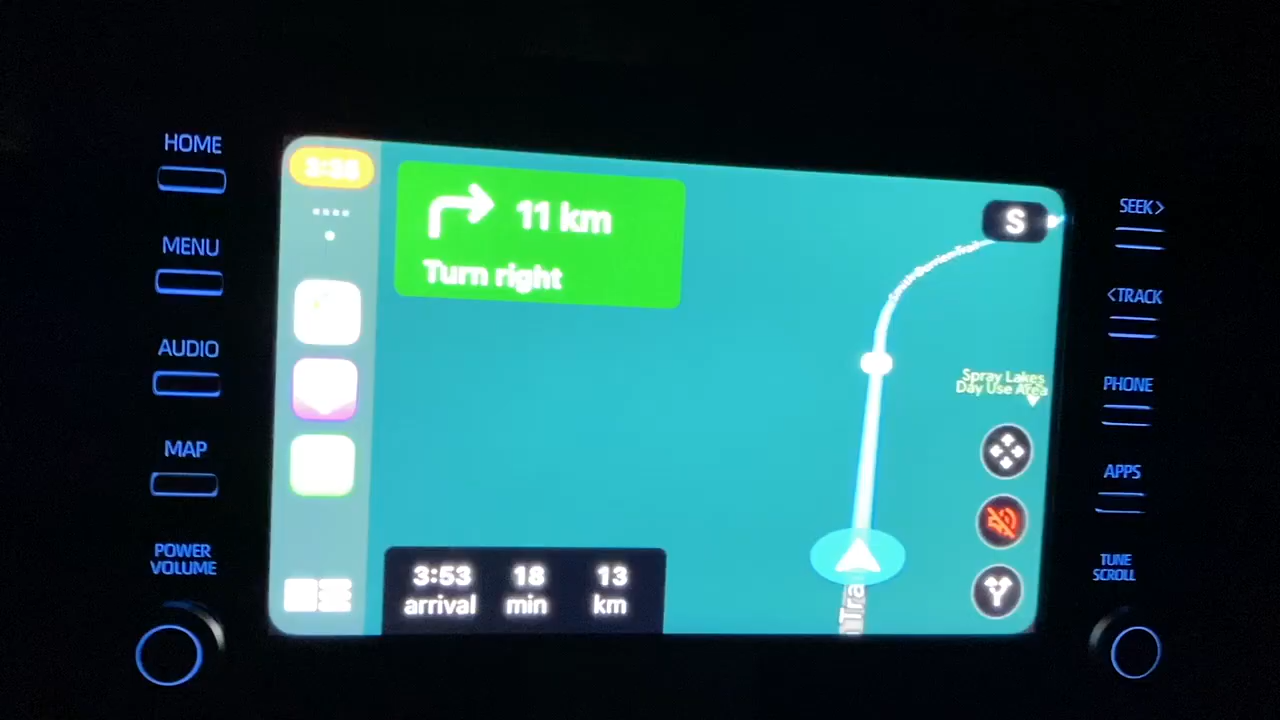 HOME
MENU
AUDIO
MAP
POWER
VOLUME
11 km
Turn right
3:53 18 13
arrival min km
S
Spray Lakes
Day Use Area
SEEK>
<TRACK
PHONE
APPS
TUNE
SCROLL